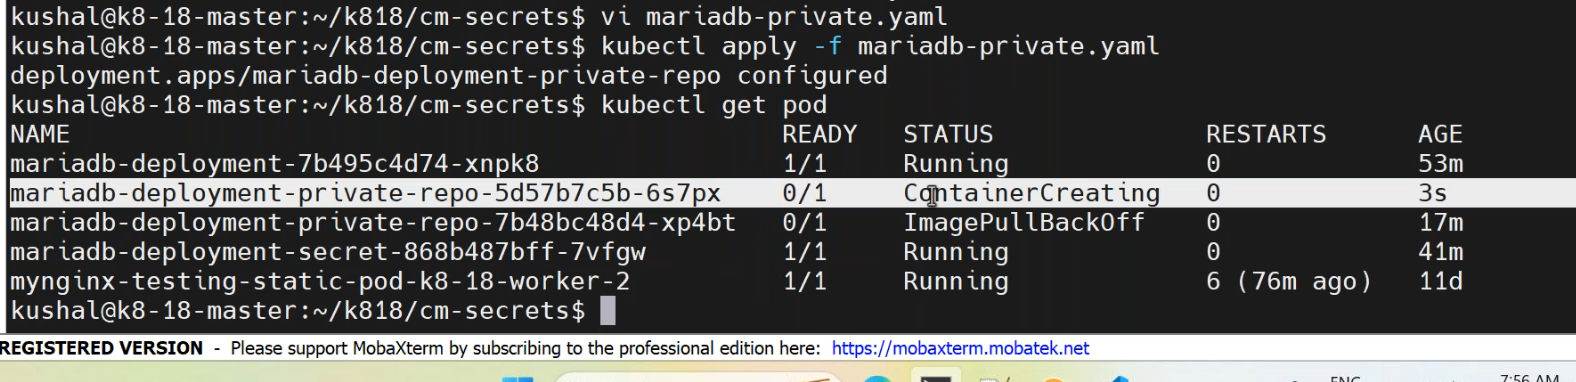 kushal@k8-18-master:~/k818/cm-secrets$ vi mariadb-private.yaml
kushal@k8-18-master:~/k818/cm-secrets$ kubectl apply -f mariadb-private.yaml
deployment.apps/mariadb-deployment-private-repo configured
kushal@k8-18-master:~/k818/cm-secrets$ kubectl get pod
NAME READY STATUS RESTARTS AGE
mariadb-deployment-7b495c4d74-xnpk8 1/1 Running 0 53m
mariadb-deployment-private-repo-5d57b7c5b-6s7px 0/1 ContainerCreating 0 3s
mariadb-deployment-private-repo-7b48bc48d4-xp4bt 0/1 ImagePullBackOff 0 17m
mariadb-deployment-secret-868b487bff-7vfgw 1/1 Running 0 41m
mynginx-testing-static-pod-k8-18-worker-2 1/1 Running 6 (76m ago) 11d
kushal@k8-18-master:~/k818/cm-secrets$
REGISTERED VERSION - Please support MobaXterm by subscribing to the professional edition here: https://mobaxterm.mobatek.net
ENG 7:56 AM